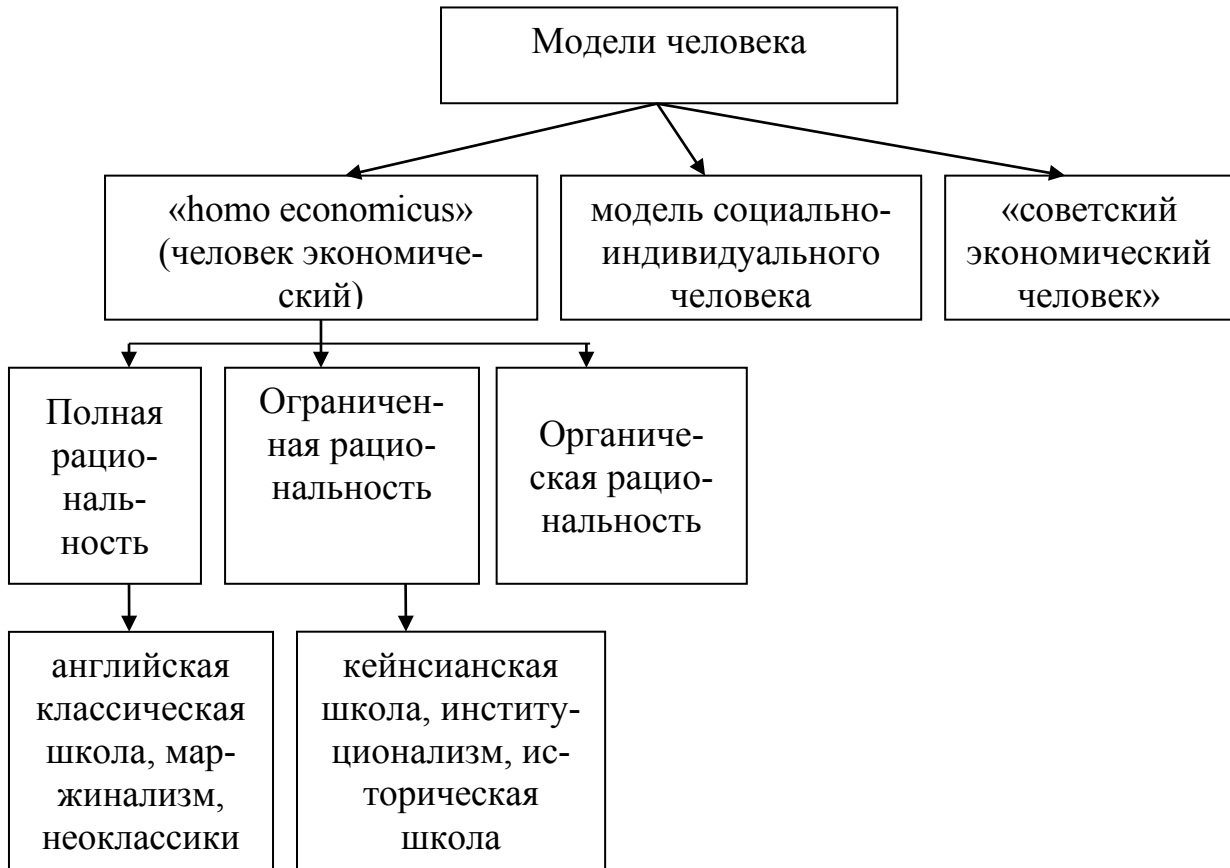 Модели человека
«homo economicus»
(человек экономиче-
ский)
модель социально-
индивидуального
человека
«советский
экономический
человек»
Полная
рацио-
наль-
ность
Ограничен-
ная рацио-
нальность
Органиче-
ская рацио-
нальность
английская
классическая
школа, мар-
жинализм,
неоклассики
кейнсианская
школа, институ-
ционализм, ис-
торическая
школа